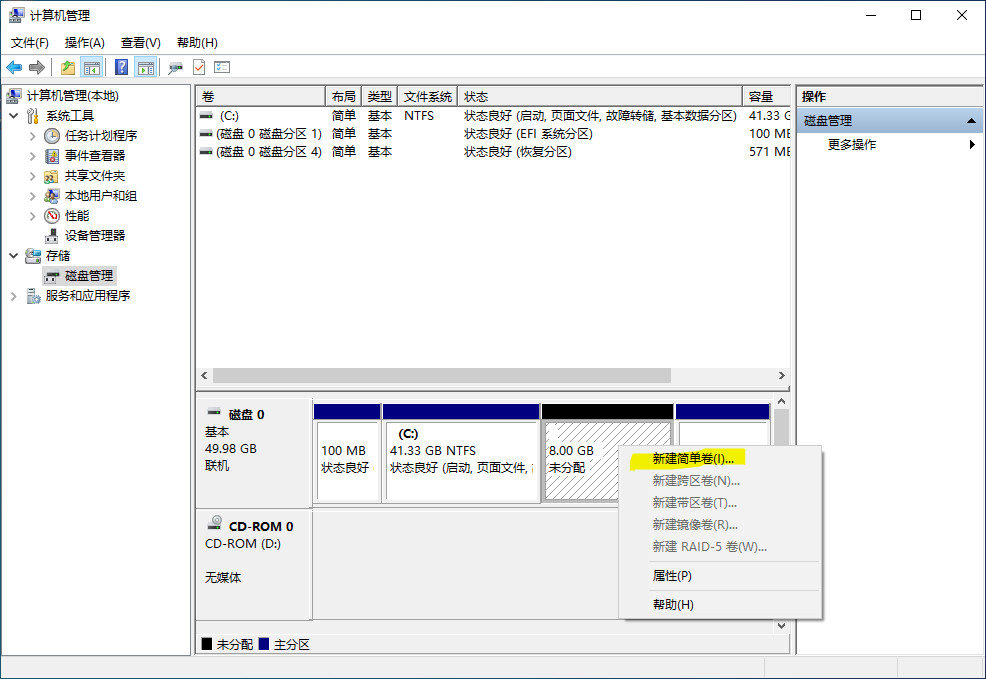 计算机管理
文件(F) 操作(A) 查看(V) 帮助(H)
计算机管理(本地)
系统工具
任务计划程序
事件查看器
共享文件夹
本地用户和组
性能
设备管理器
存储
磁盘管理
服务和应用程序
卷 布局 类型 文件系统 状态 容量
(C:) 简单 基本 NTFS 状态良好 (启动, 页面文件, 故障转储, 基本数据分区) 41.33 G
(磁盘 0 磁盘分区 1) 简单 基本 状态良好 (EFI 系统分区) 100 ME
(磁盘 0 磁盘分区 4) 简单 基本 状态良好 (恢复分区) 571 ME
操作
磁盘管理
更多操作
磁盘 0
基本
49.98 GB
联机
100 MB
状态良好
(C:)
41.33 GB NTFS
状态良好 (启动, 页面文件,
8.00 GB
未分配
新建简单卷(I)...
新建跨区卷(N)...
新建带区卷(T)...
新建镜像卷(R)...
新建 RAID-5 卷(W)...
属性(P)
帮助(H)
CD-ROM 0
CD-ROM (D:)
无媒体
未分配 主分区